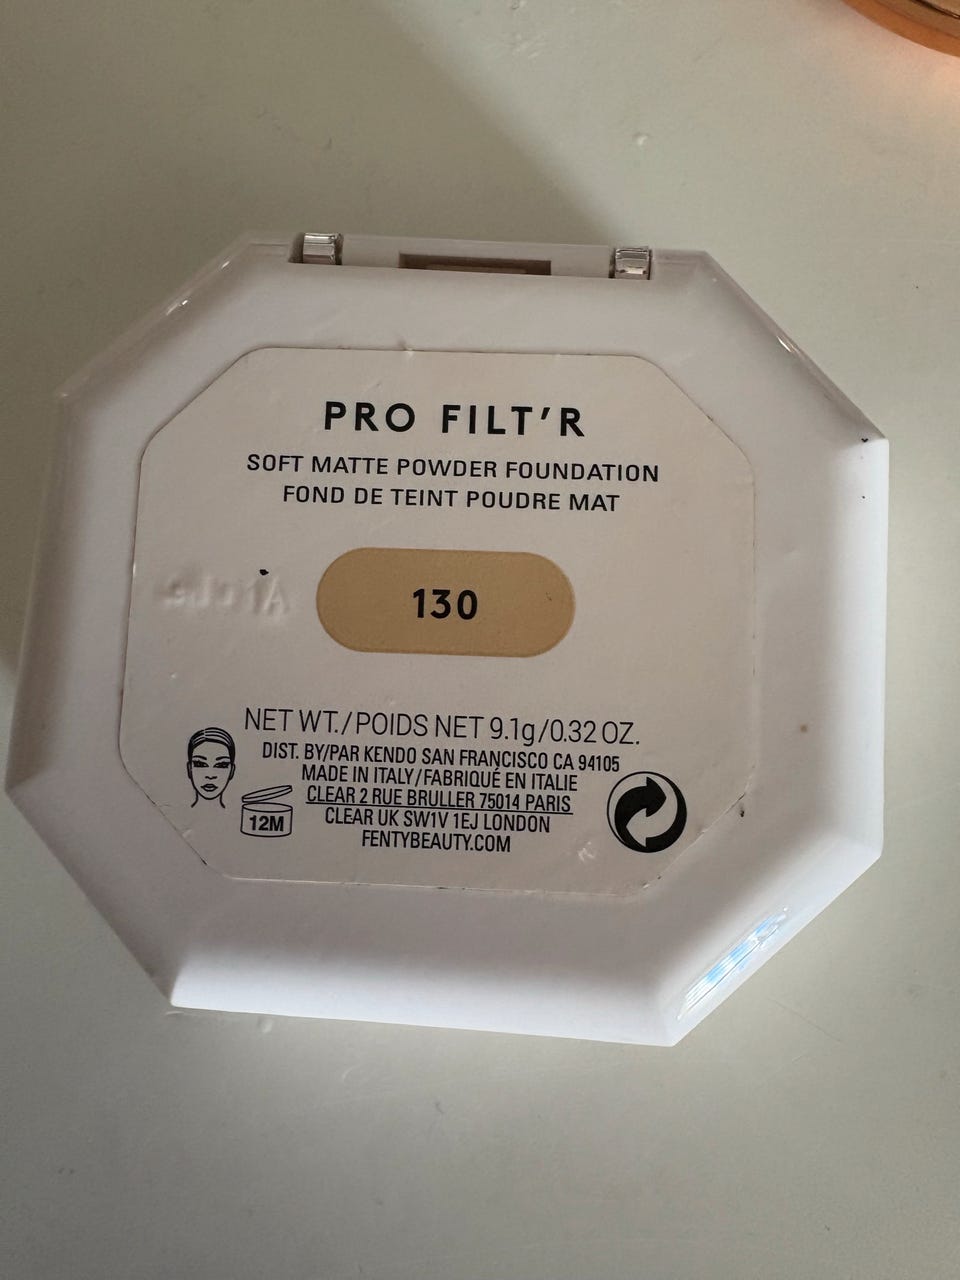 PRO FILT'R
SOFT MATTE POWDER FOUNDATION
FOND DE TEINT POUDRE MAT
130
NET WT./POIDS NET 9.1g/0.32 OZ.
DIST. BY/PAR KENDO SAN FRANCISCO CA 94105
MADE IN ITALY/FABRIQUÉ EN ITALIE
CLEAR 2 RUE BRULLER 75014 PARIS
12M
CLEAR UK SW1V 1EJ LONDON
FENTYBEAUTY.COM